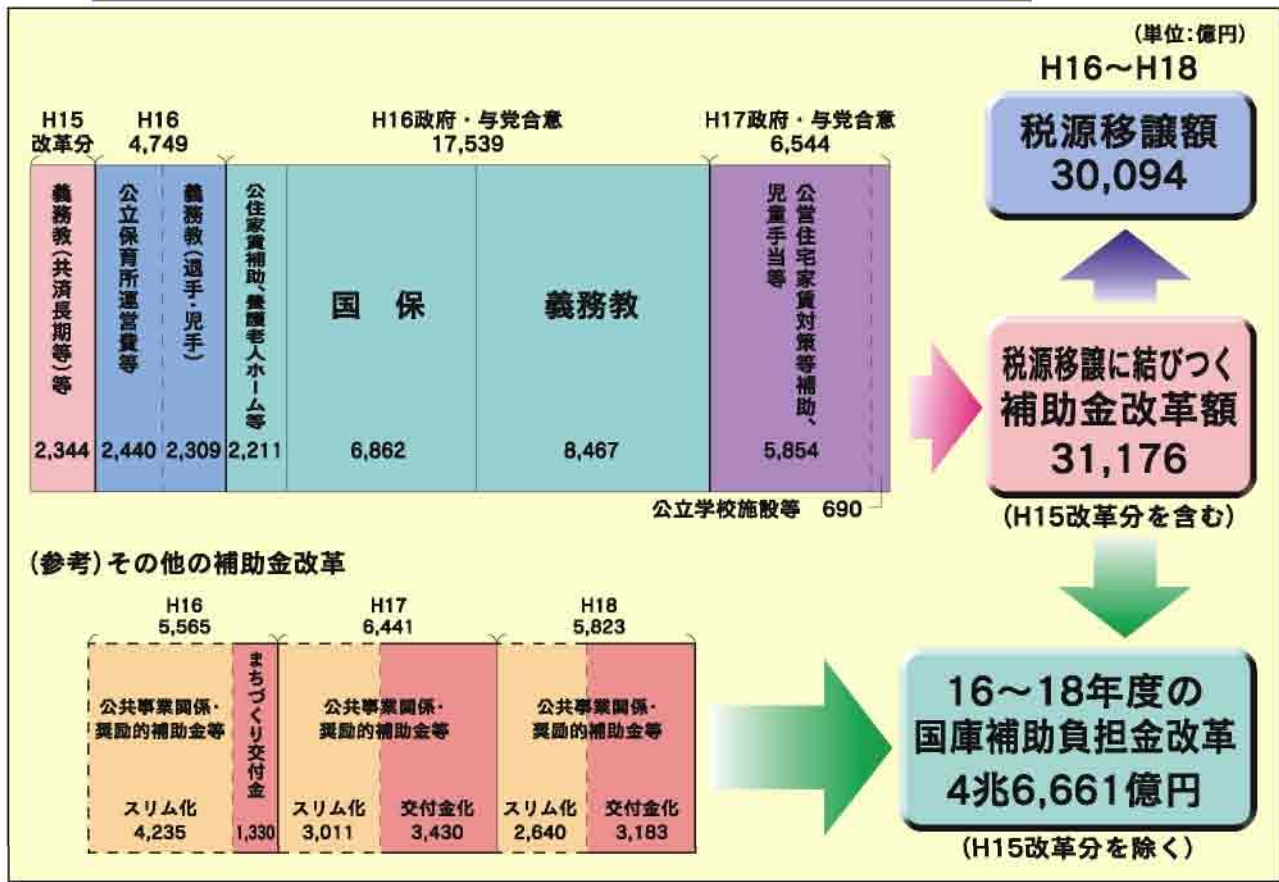 (単位:億円)
H16～H18
税源移譲額
30,094
H15
改革分
H16
4,749
H16政府・与党合意
17,539
H17政府・与党合意
6,544
義務教(共済長期等)等
2,344
公立保育所運営費等
2,440
義務教(退手・児手)
2,309
公住家賃補助、養護老人ホーム等
2,211
国保
6,862
義務教
8,467
公営住宅家賃対策等補助、
児童手当等
5,854
公立学校施設等 690
税源移譲に結びつく
補助金改革額
31,176
(H15改革分を含む)
(参考)その他の補助金改革
H16
5,565
H17
6,441
H18
5,823
公共事業関係・
奨励的補助金等
スリム化
4,235
まちづくり交付金
1,330
公共事業関係・
奨励的補助金等
スリム化
3,011
交付金化
3,430
公共事業関係・
奨励的補助金等
スリム化
2,640
交付金化
3,183
16～18年度の
国庫補助負担金改革
4兆6,661億円
(H15改革分を除く)